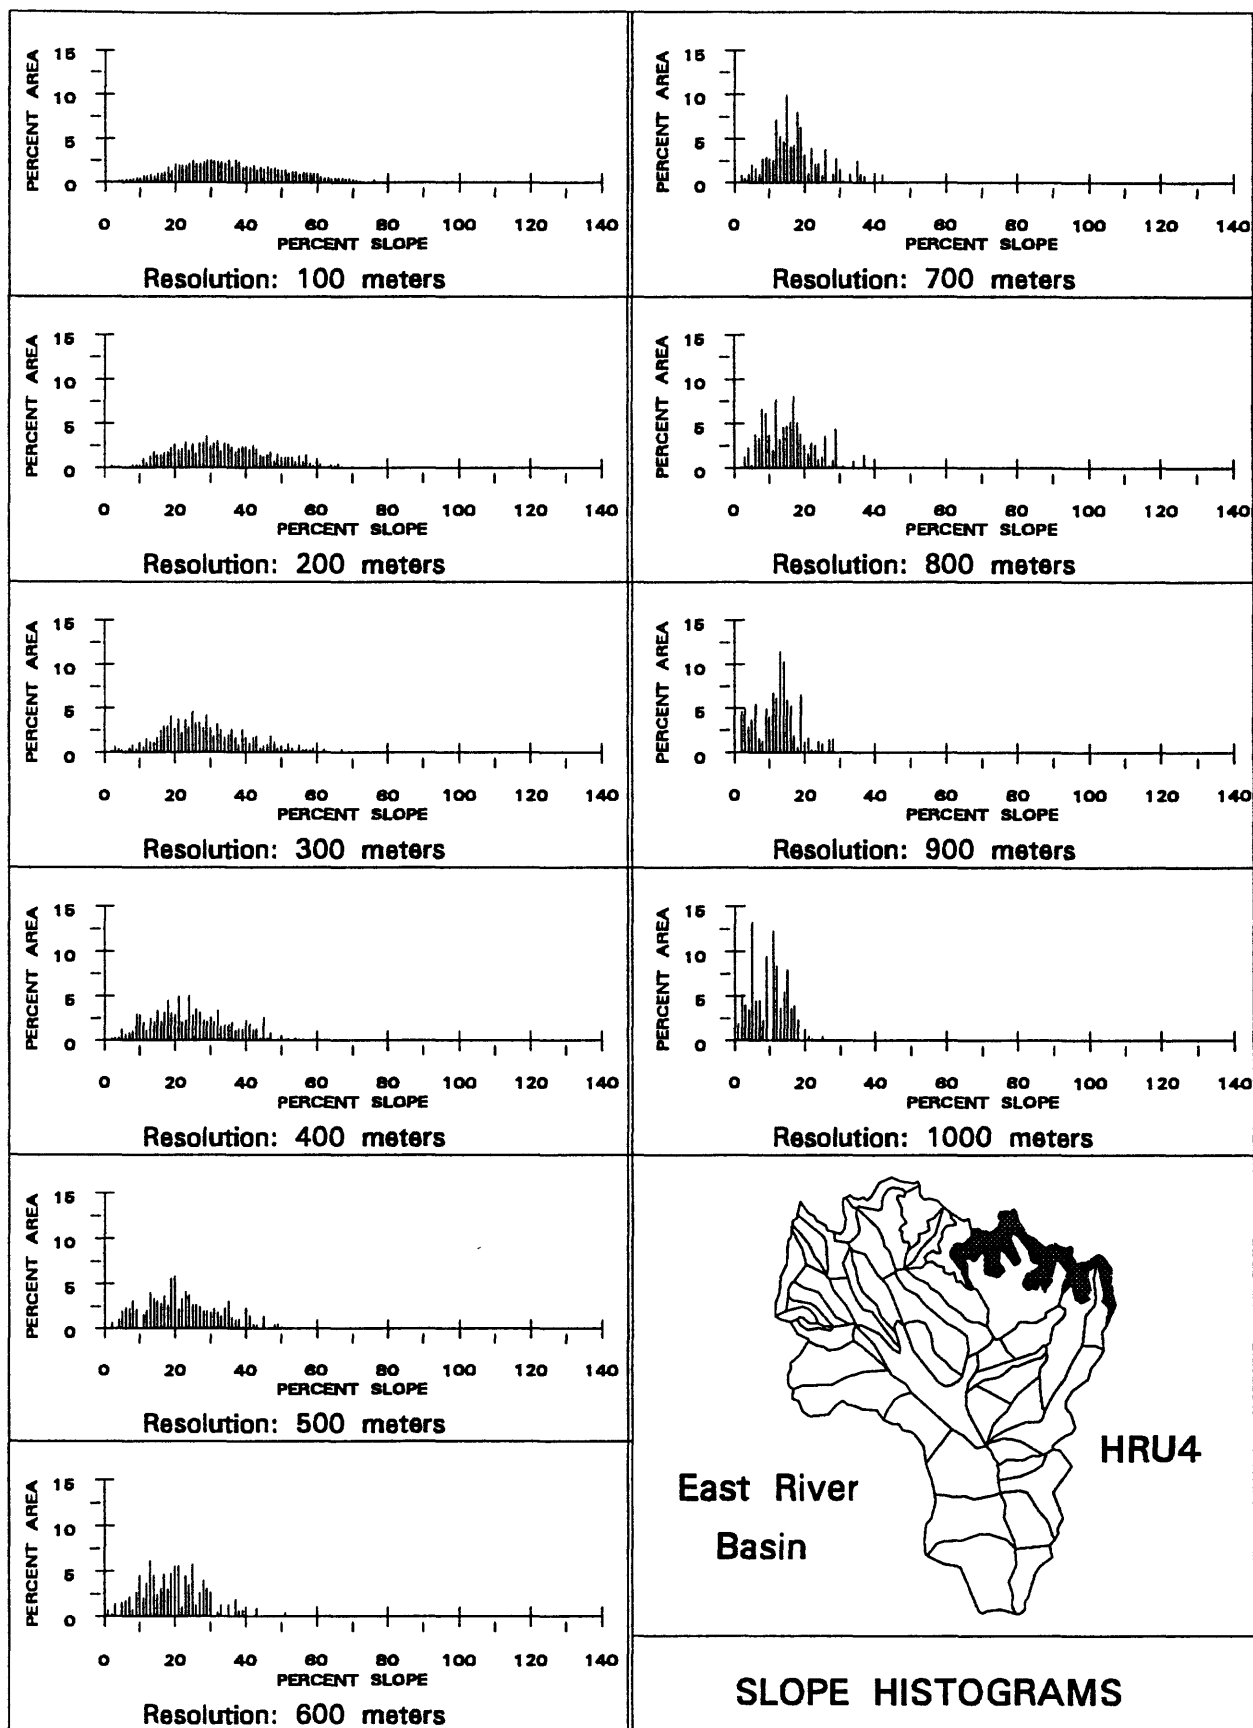 PERCENT AREA
15
10
5
0
0 20 40 60 80 100 120 140
PERCENT SLOPE
Resolution: 100 meters
PERCENT AREA
15
10
5
0
0 20 40 60 80 100 120 140
PERCENT SLOPE
Resolution: 200 meters
PERCENT AREA
15
10
5
0
0 20 40 60 80 100 120 140
PERCENT SLOPE
Resolution: 300 meters
PERCENT AREA
15
10
5
0
0 20 40 60 80 100 120 140
PERCENT SLOPE
Resolution: 400 meters
PERCENT AREA
15
10
5
0
0 20 40 60 80 100 120 140
PERCENT SLOPE
Resolution: 500 meters
PERCENT AREA
15
10
5
0
0 20 40 60 80 100 120 140
PERCENT SLOPE
Resolution: 600 meters
PERCENT AREA
15
10
5
0
0 20 40 60 80 100 120 140
PERCENT SLOPE
Resolution: 700 meters
PERCENT AREA
15
10
5
0
0 20 40 60 80 100 120 140
PERCENT SLOPE
Resolution: 800 meters
PERCENT AREA
15
10
5
0
0 20 40 60 80 100 120 140
PERCENT SLOPE
Resolution: 900 meters
PERCENT AREA
15
10
5
0
0 20 40 60 80 100 120 140
PERCENT SLOPE
Resolution: 1000 meters
HRU4
East River
Basin
SLOPE HISTOGRAMS